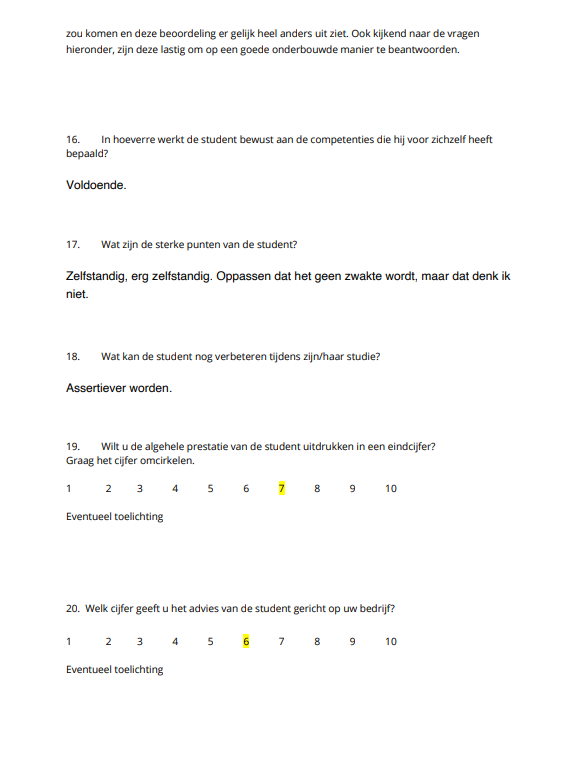 zou komen en deze beoordeling er gelijk heel anders uit ziet. Ook kijkend naar de vragen
hieronder, zijn deze lastig om op een goede onderbouwde manier te beantwoorden.
16. In hoeverre werkt de student bewust aan de competenties die hij voor zichzelf heeft
bepaald?
Voldoende.
17. Wat zijn de sterke punten van de student?
Zelfstandig, erg zelfstandig. Oppassen dat het geen zwakte wordt, maar dat denk ik
niet.
18. Wat kan de student nog verbeteren tijdens zijn/haar studie?
Assertiever worden.
19. Wilt u de algehele prestatie van de student uitdrukken in een eindcijfer?
Graag het cijfer omcirkelen.
1 2 3 4 5 6 7 8 9 10
Eventueel toelichting
20. Welk cijfer geeft u het advies van de student gericht op uw bedrijf?
1 2 3 4 5 6 7 8 9 10
Eventueel toelichting